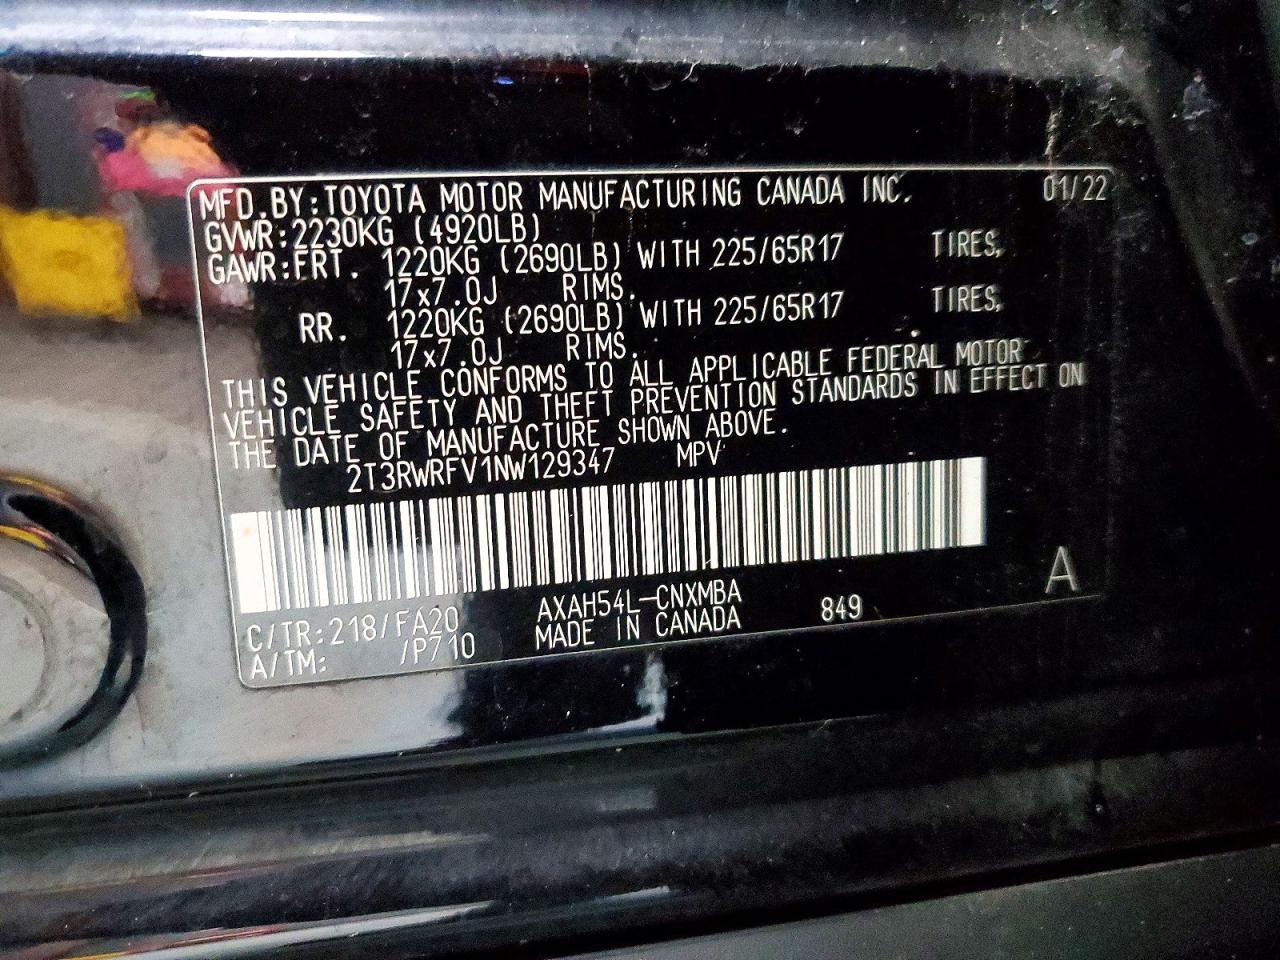 MFD.BY:TOYOTA MOTOR MANUFACTURING CANADA INC. 01/22
GVWR:2230KG (4920LB)
GAWR:FRT. 1220KG (2690LB) WITH 225/65R17 TIRES,
17x7.0J RIMS.
RR. 1220KG (2690LB) WITH 225/65R17 TIRES,
17x7.0J RIMS.
THIS VEHICLE CONFORMS TO ALL APPLICABLE FEDERAL MOTOR
VEHICLE SAFETY AND THEFT PREVENTION STANDARDS IN EFFECT ON
THE DATE OF MANUFACTURE SHOWN ABOVE.
2T3RWRFV1NW129347 MPV
C/TR:218/FA20 AXAH54L-CNXMBA 849 A
A/TM: /P710 MADE IN CANADA